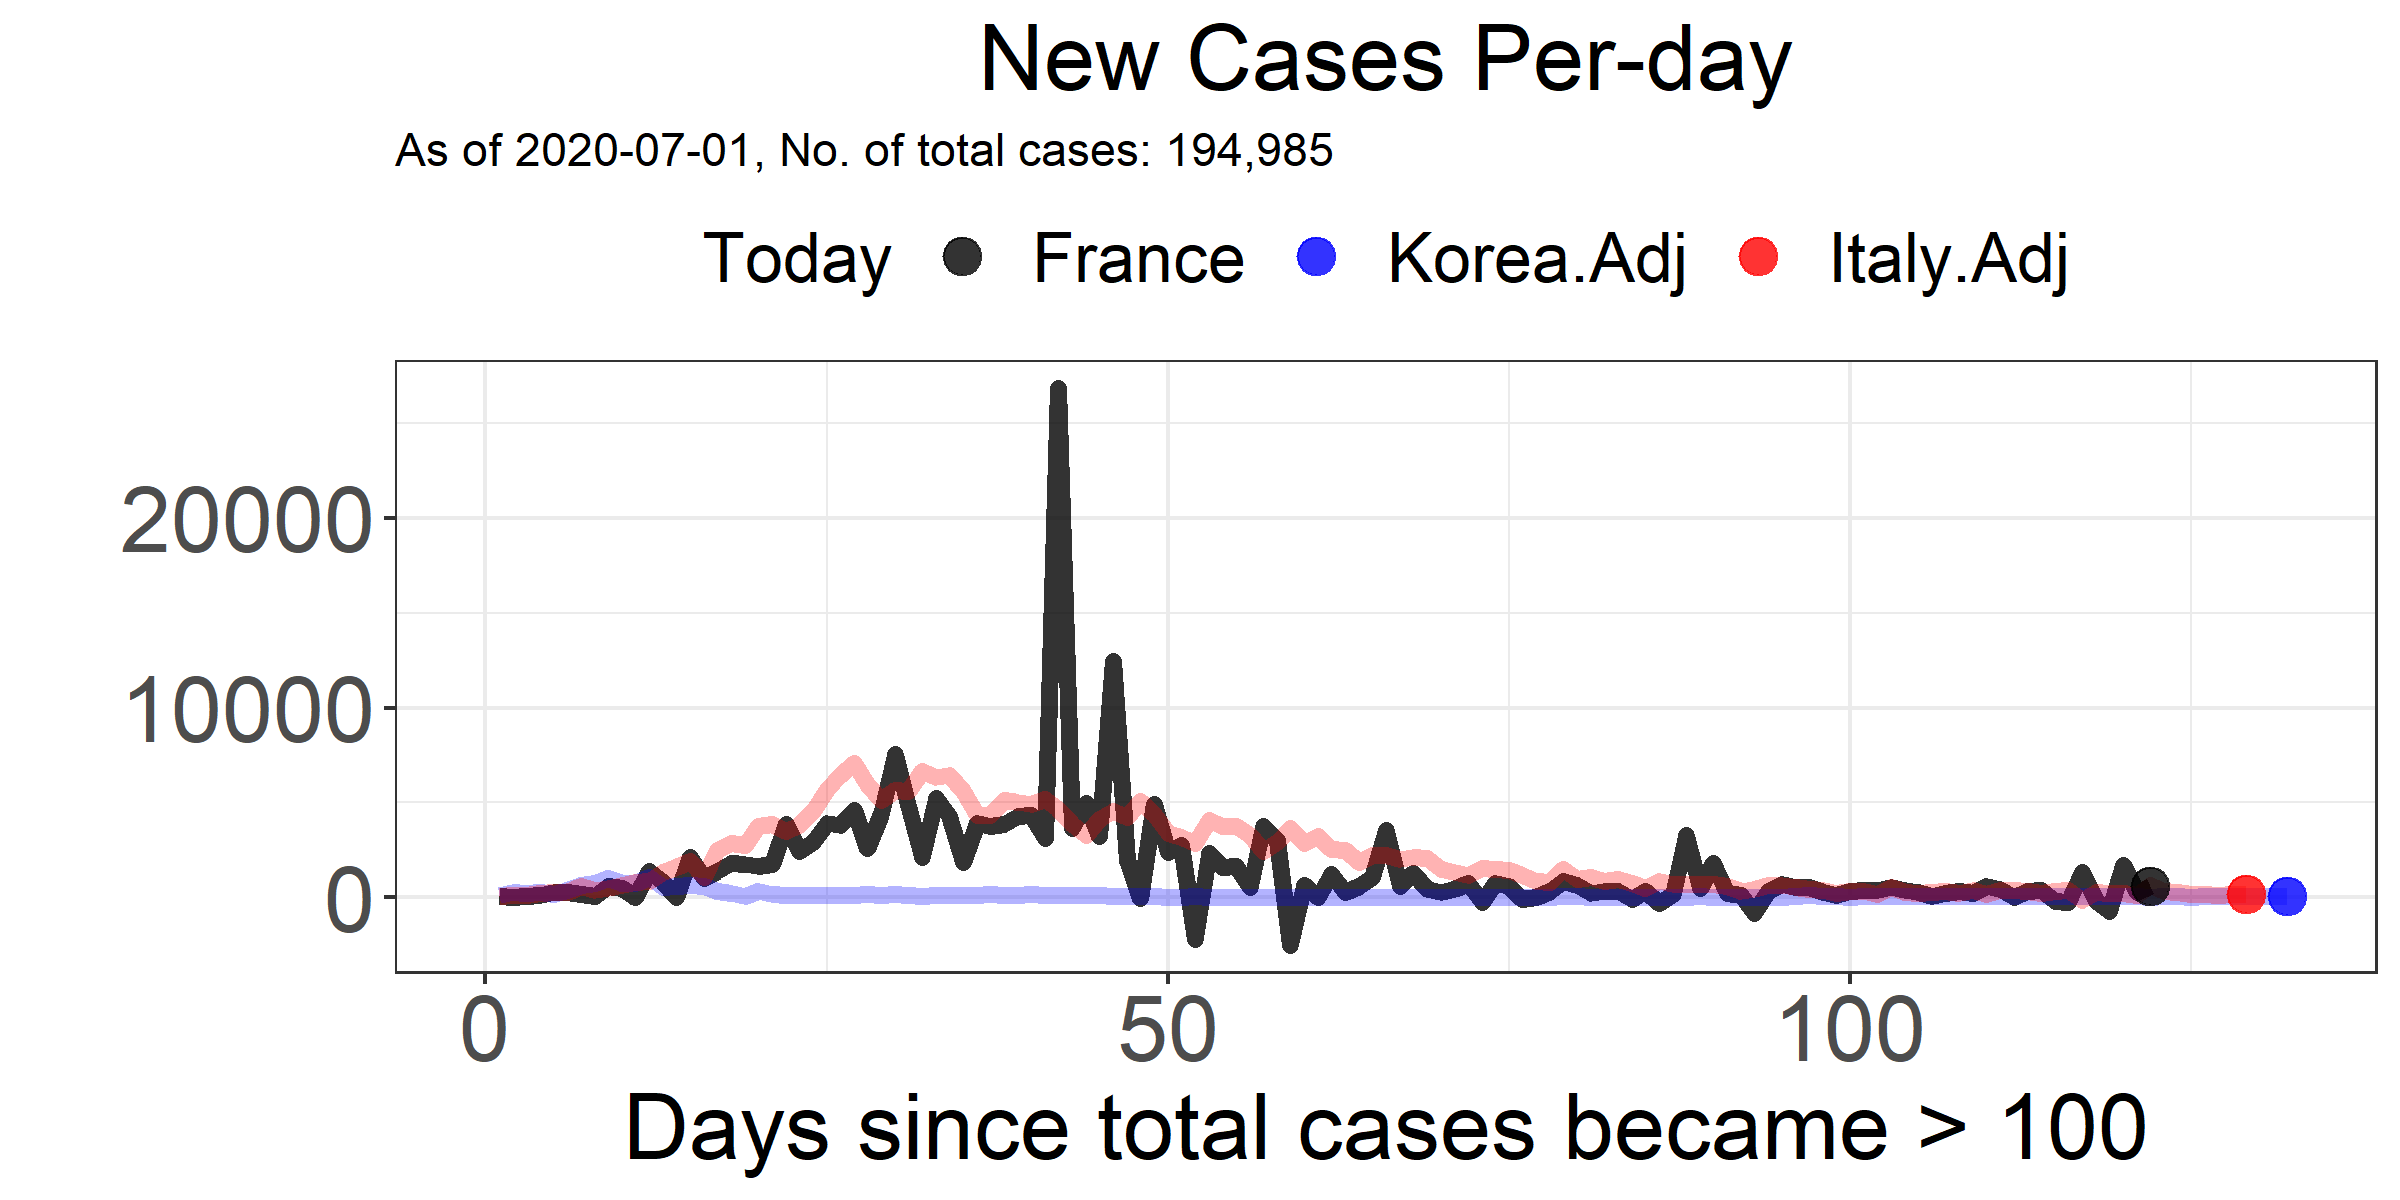 New Cases Per-day
As of 2020-07-01, No. of total cases: 194,985
Today France Korea.Adj Italy.Adj
20000
10000
0
0 50 100
Days since total cases became > 100